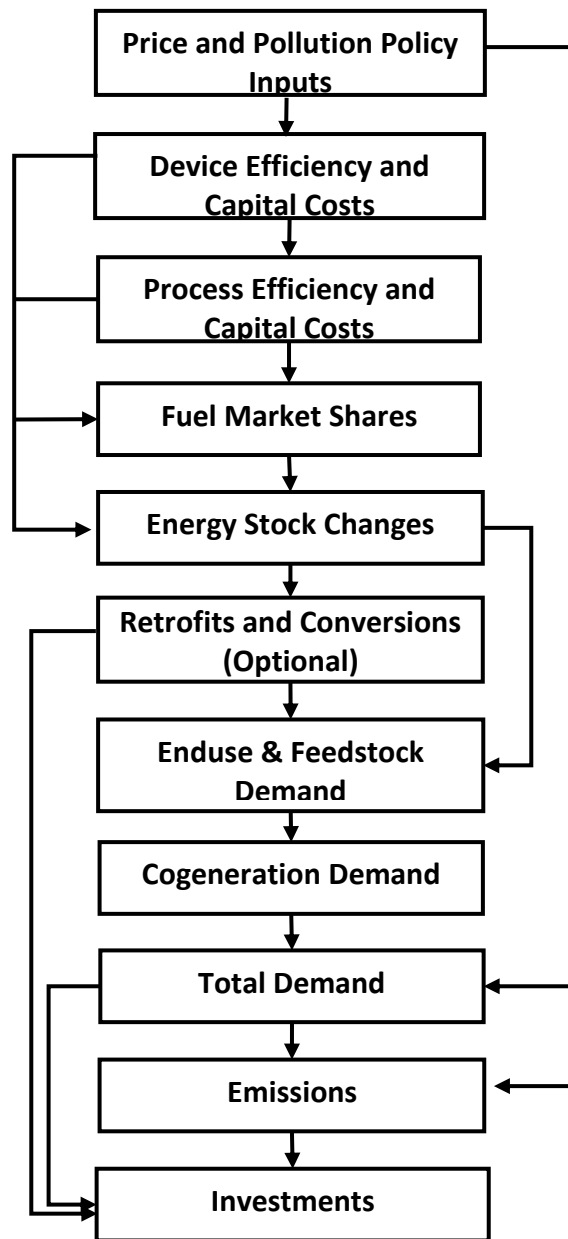 Price and Pollution Policy
Inputs
Device Efficiency and
Capital Costs
Process Efficiency and
Capital Costs
Fuel Market Shares
Energy Stock Changes
Retrofits and Conversions
(Optional)
Enduse & Feedstock
Demand
Cogeneration Demand
Total Demand
Emissions
Investments